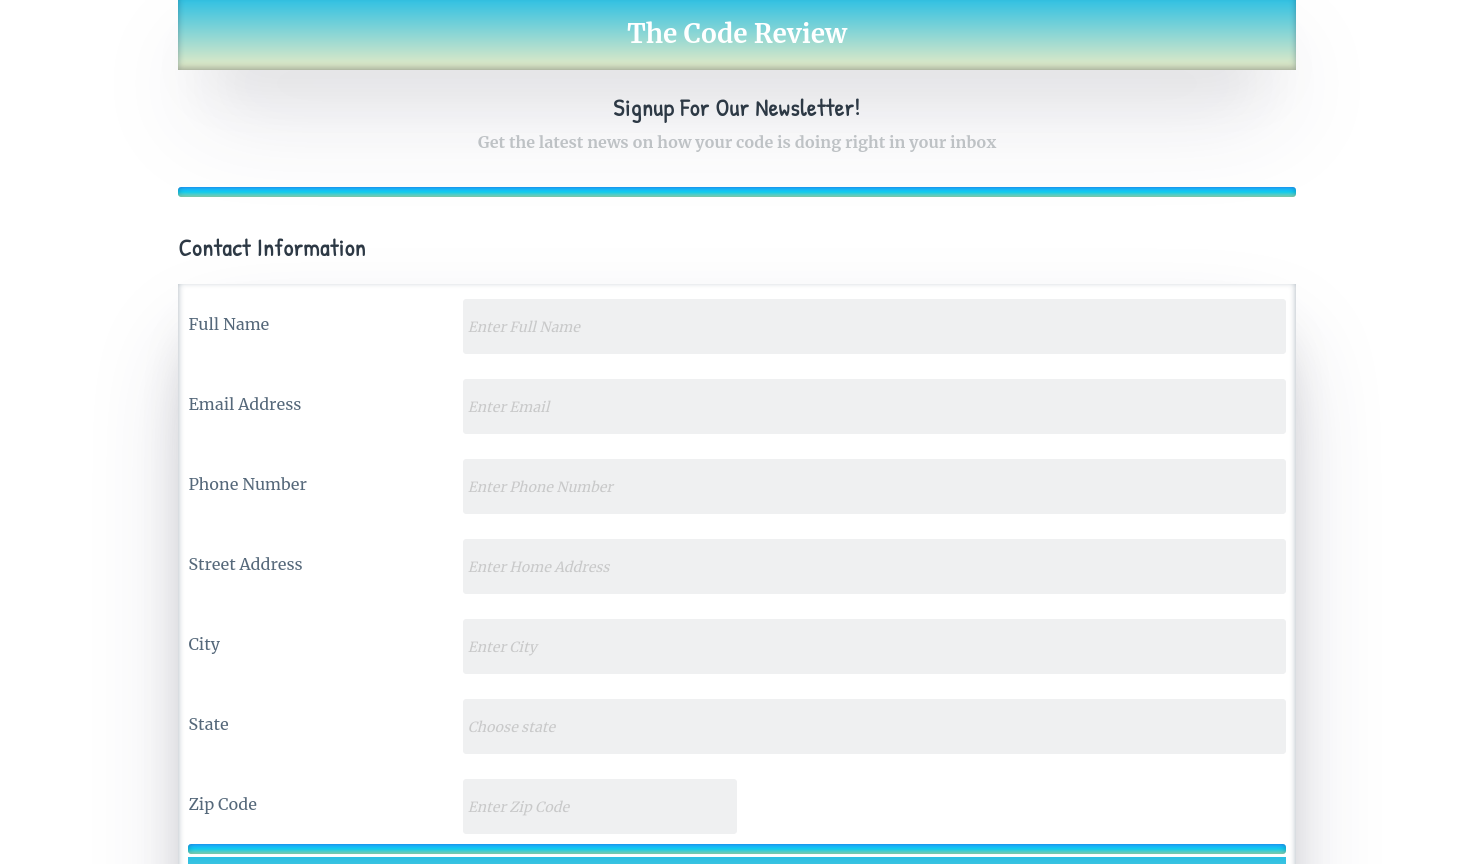 The Code Review
Signup For Our Newsletter!
Get the latest news on how your code is doing right in your inbox
Contact Information
Full Name
Enter Full Name
Email Address
Enter Email
Phone Number
Enter Phone Number
Street Address
Enter Home Address
City
Enter City
State
Choose state
Zip Code
Enter Zip Code